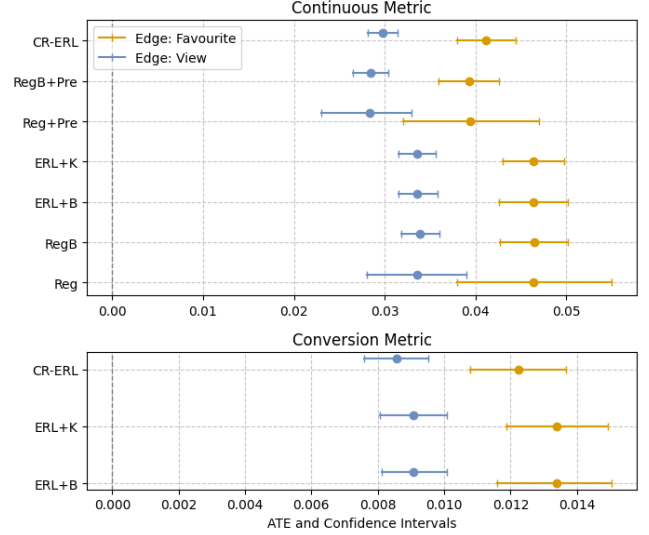 Continuous Metric
Edge: Favourite
Edge: View
CR-ERL
RegB+Pre
Reg+Pre
ERL+K
ERL+B
RegB
Reg
0.00 0.01 0.02 0.03 0.04 0.05
Conversion Metric
CR-ERL
ERL+K
ERL+B
0.000 0.002 0.004 0.006 0.008 0.010 0.012 0.014
ATE and Confidence Intervals